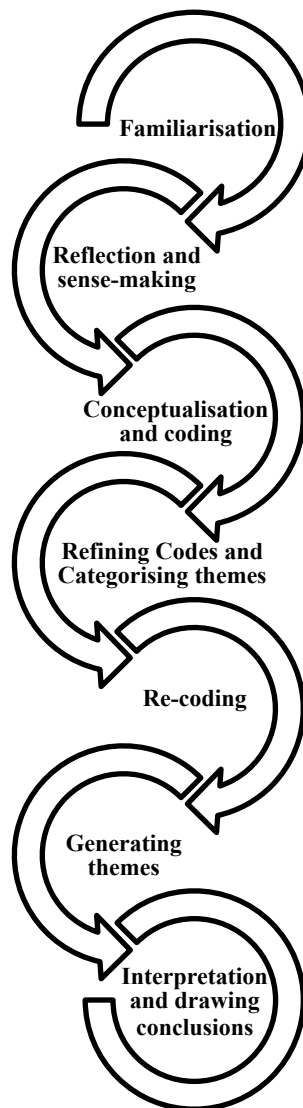 Familiarisation
Reflection and
sense-making
Conceptualisation
and coding
Refining Codes and
Categorising themes
Re-coding
Generating
themes
Interpretation
and drawing
conclusions